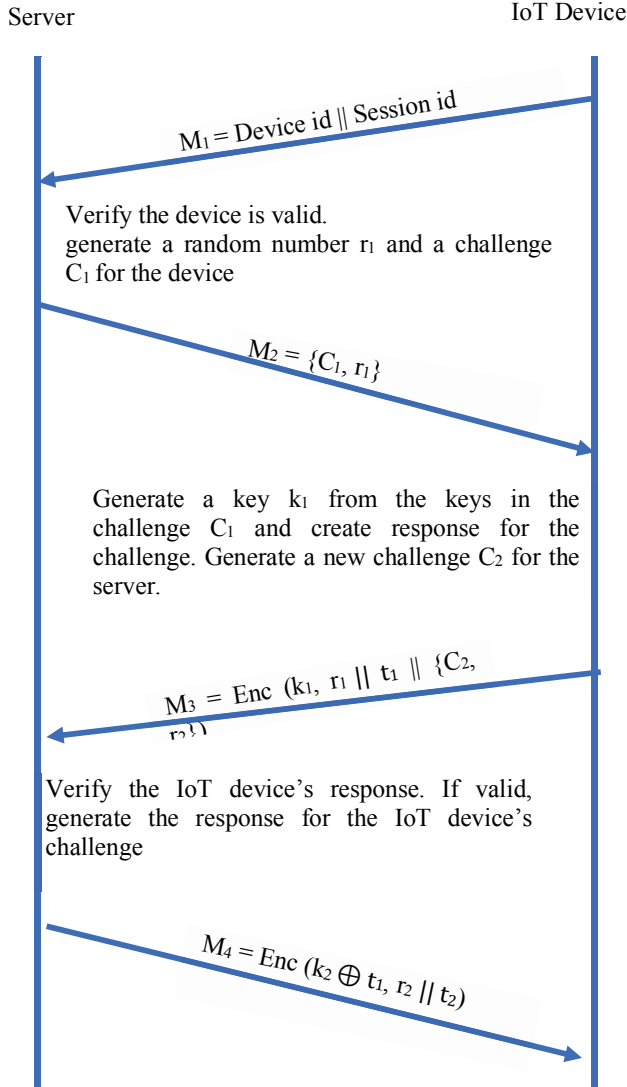 Server
IoT Device
M₁ = Device id || Session id
Verify the device is valid.
generate a random number r₁ and a challenge
C₁ for the device
M₂ = {C₁, r₁}
Generate a key k₁ from the keys in the
challenge C₁ and create response for the
challenge. Generate a new challenge C₂ for the
server.
M₃ = Enc (k₁, r₁ || t₁ || {C₂,
r₂})
Verify the IoT device’s response. If valid,
generate the response for the IoT device’s
challenge
M₄ = Enc (k₂ ⊕ t₁, r₂ || t₂)